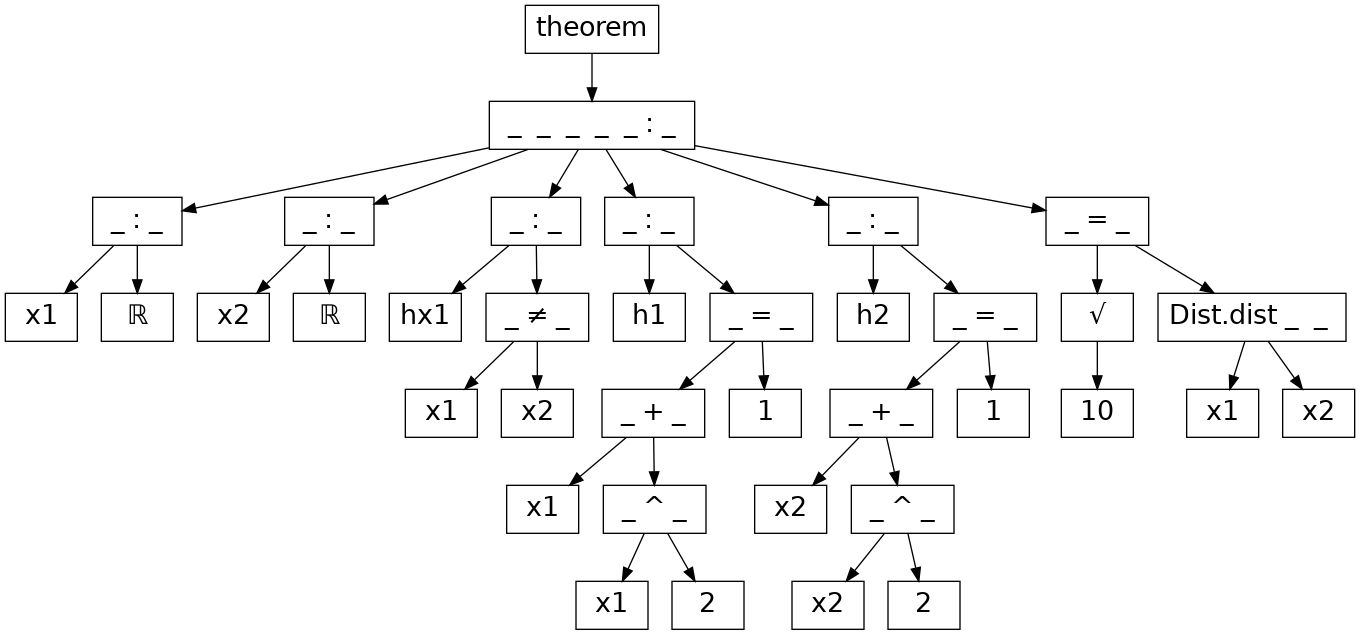 theorem
_ _ _ _ _ : _
_ : _ _ : _ _ : _ _ : _ _ : _ _ = _
x1 ℝ x2 ℝ hx1 _ ≠ _ h1 _ = _ h2 _ = _ √ Dist.dist _ _
x1 x2 _ + _ 1 _ + _ 1 10 x1 x2
x1 _ ^ _ x2 _ ^ _
x1 2 x2 2